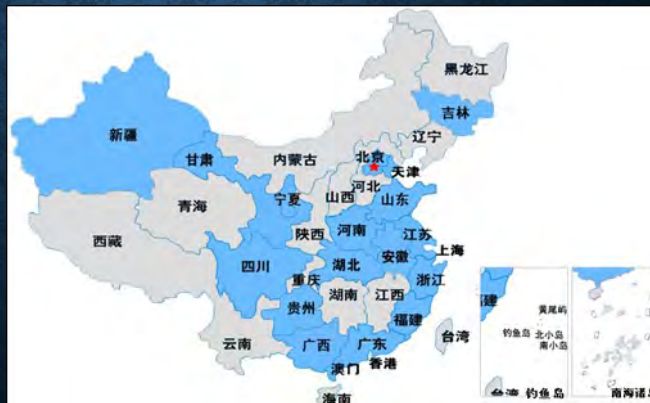 黑龙江
吉林
辽宁
新疆
甘肃
内蒙古
北京
天津
河北
山西
山东
宁夏
青海
陕西
河南
江苏
上海
西藏
四川
重庆
湖北
安徽
浙江
贵州
湖南
江西
福建
云南
广西
广东
台湾
澳门
香港
海南
福建
黄尾屿
钓鱼岛
北小岛
南小岛
台湾
钓鱼岛
南海诸岛